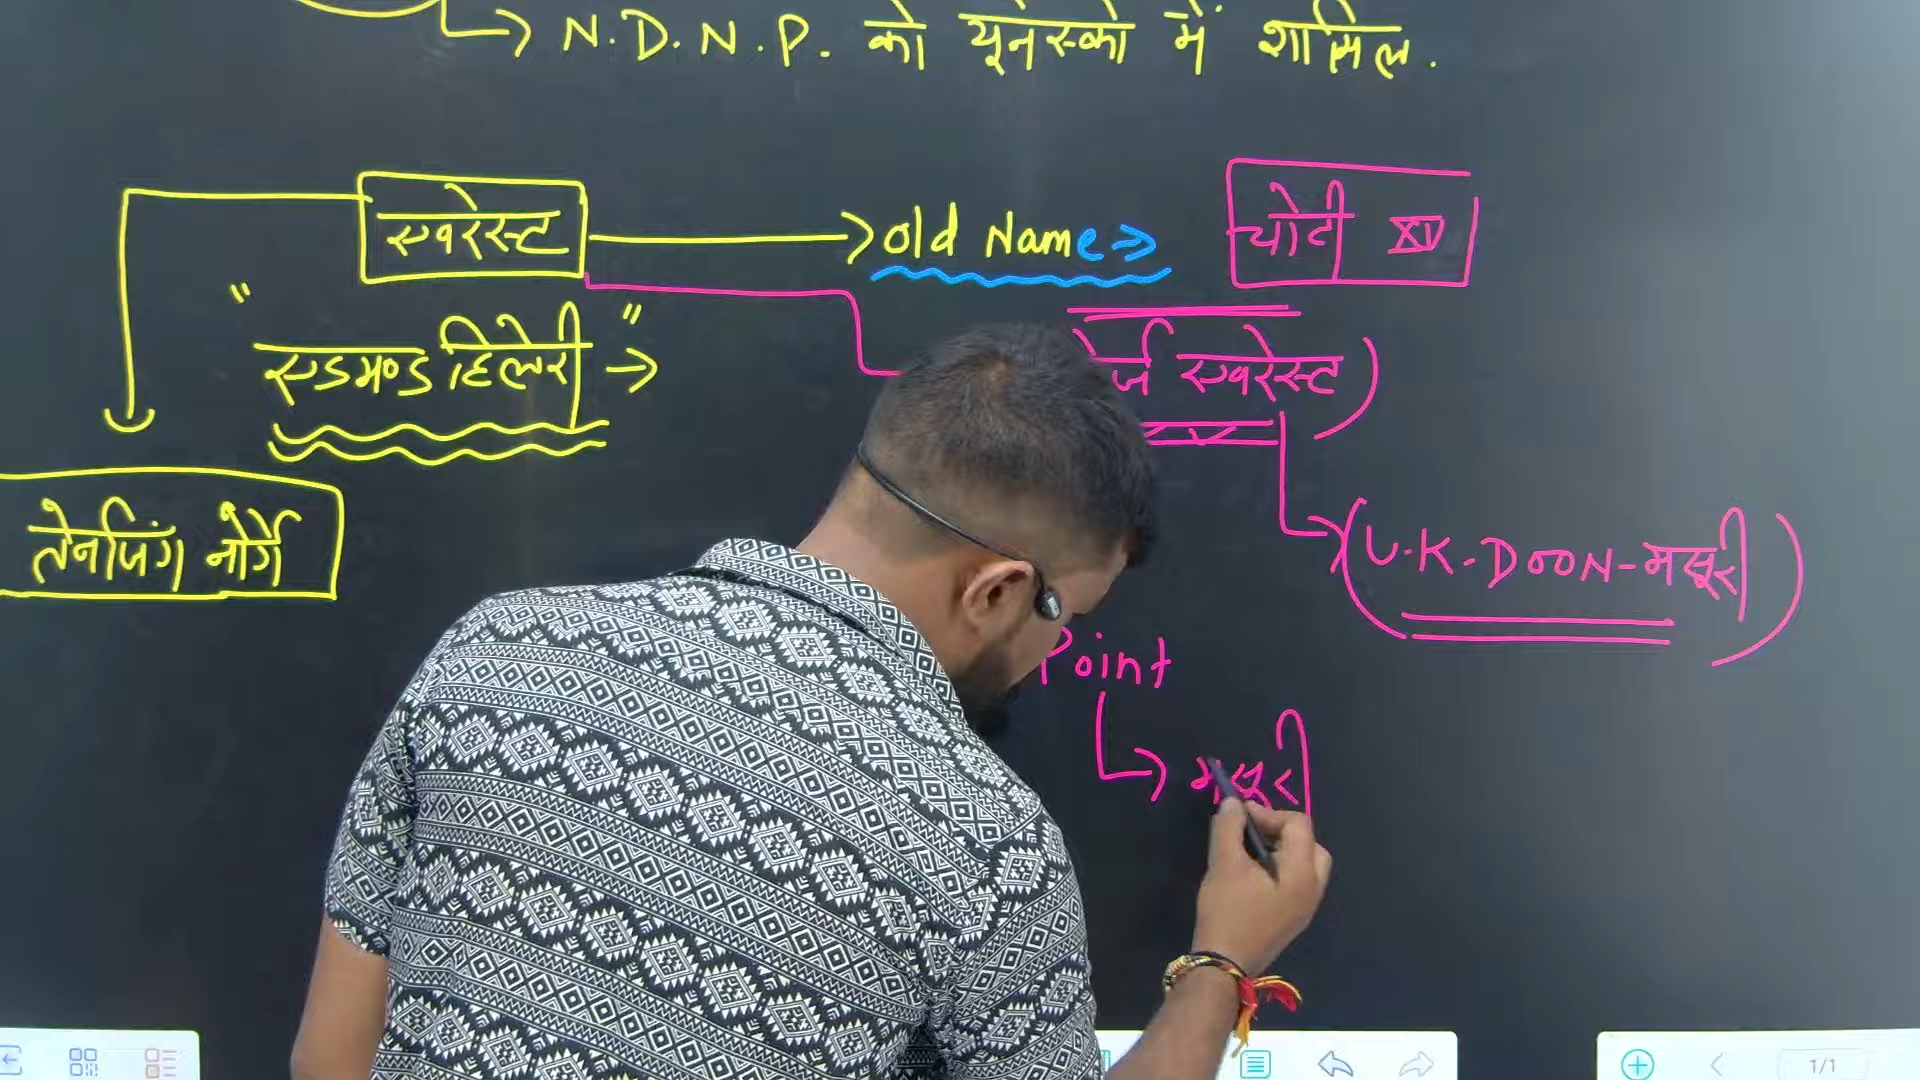 N.D.N.P. को यूनेस्को में शामिल.
एवरेस्ट → Old Name ⇒ चोटी XV
" एडमण्ड हिलेरी " →
र्ज एवरेस्ट)
तेनजिंग नोर्गे
(U.K. DOON-मसूरी)
Point
→ मसूरी
1/1